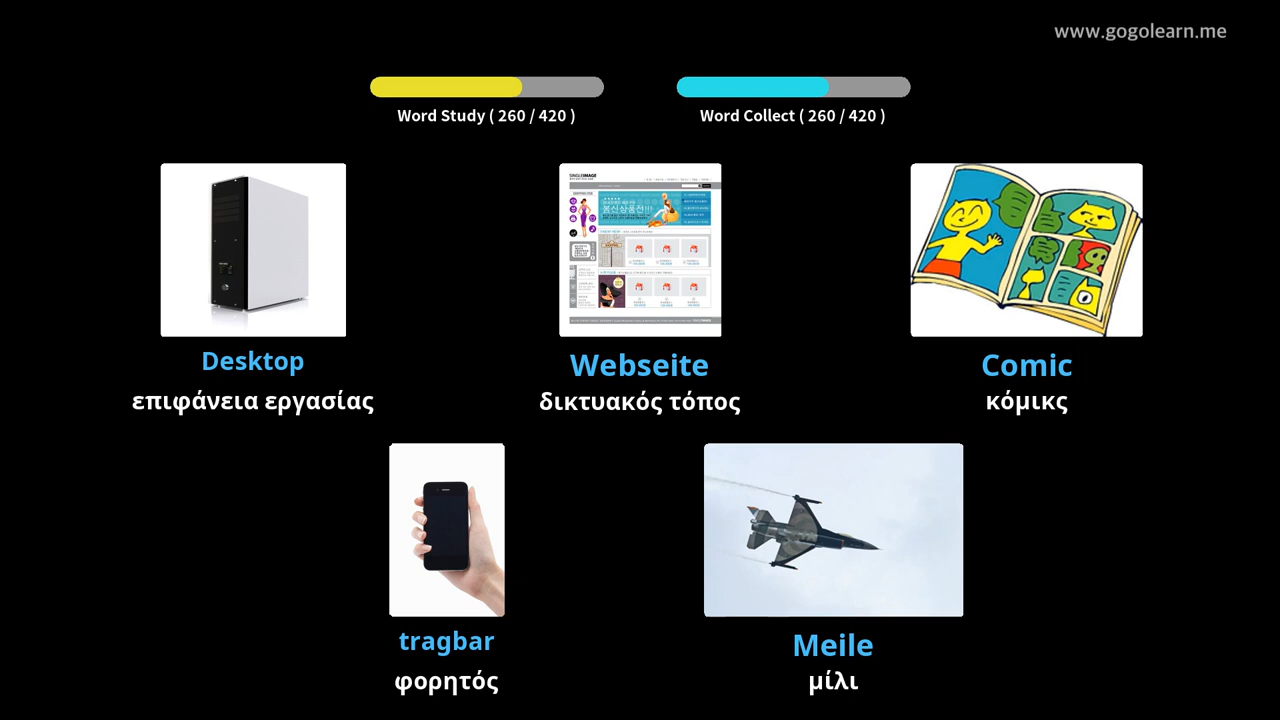 www.gogolearn.me
Word Study ( 260 / 420 )
Word Collect ( 260 / 420 )
Desktop
επιφάνεια εργασίας
Webseite
δικτυακός τόπος
Comic
κόμικς
tragbar
φορητός
Meile
μίλι